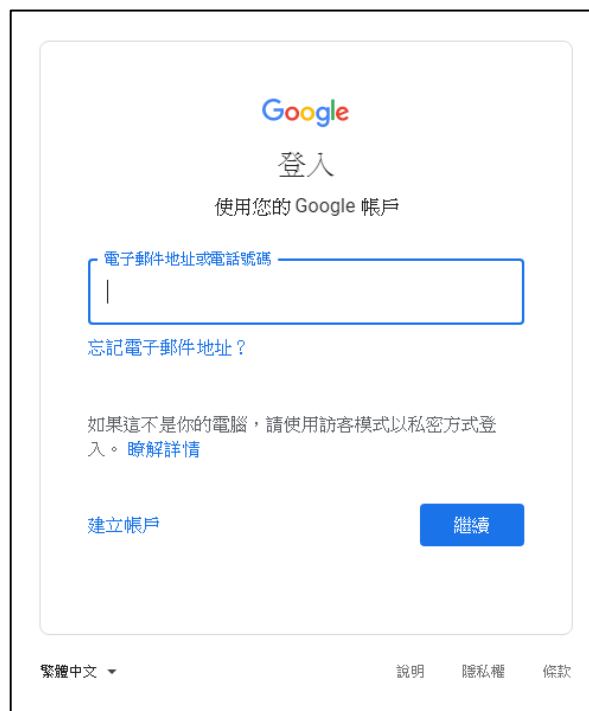 Google
登入
使用您的 Google 帳戶
電子郵件地址或電話號碼
忘記電子郵件地址？
如果這不是你的電腦，請使用訪客模式以私密方式登
入。 瞭解詳情
建立帳戶 繼續
繁體中文 說明 隱私權 條款